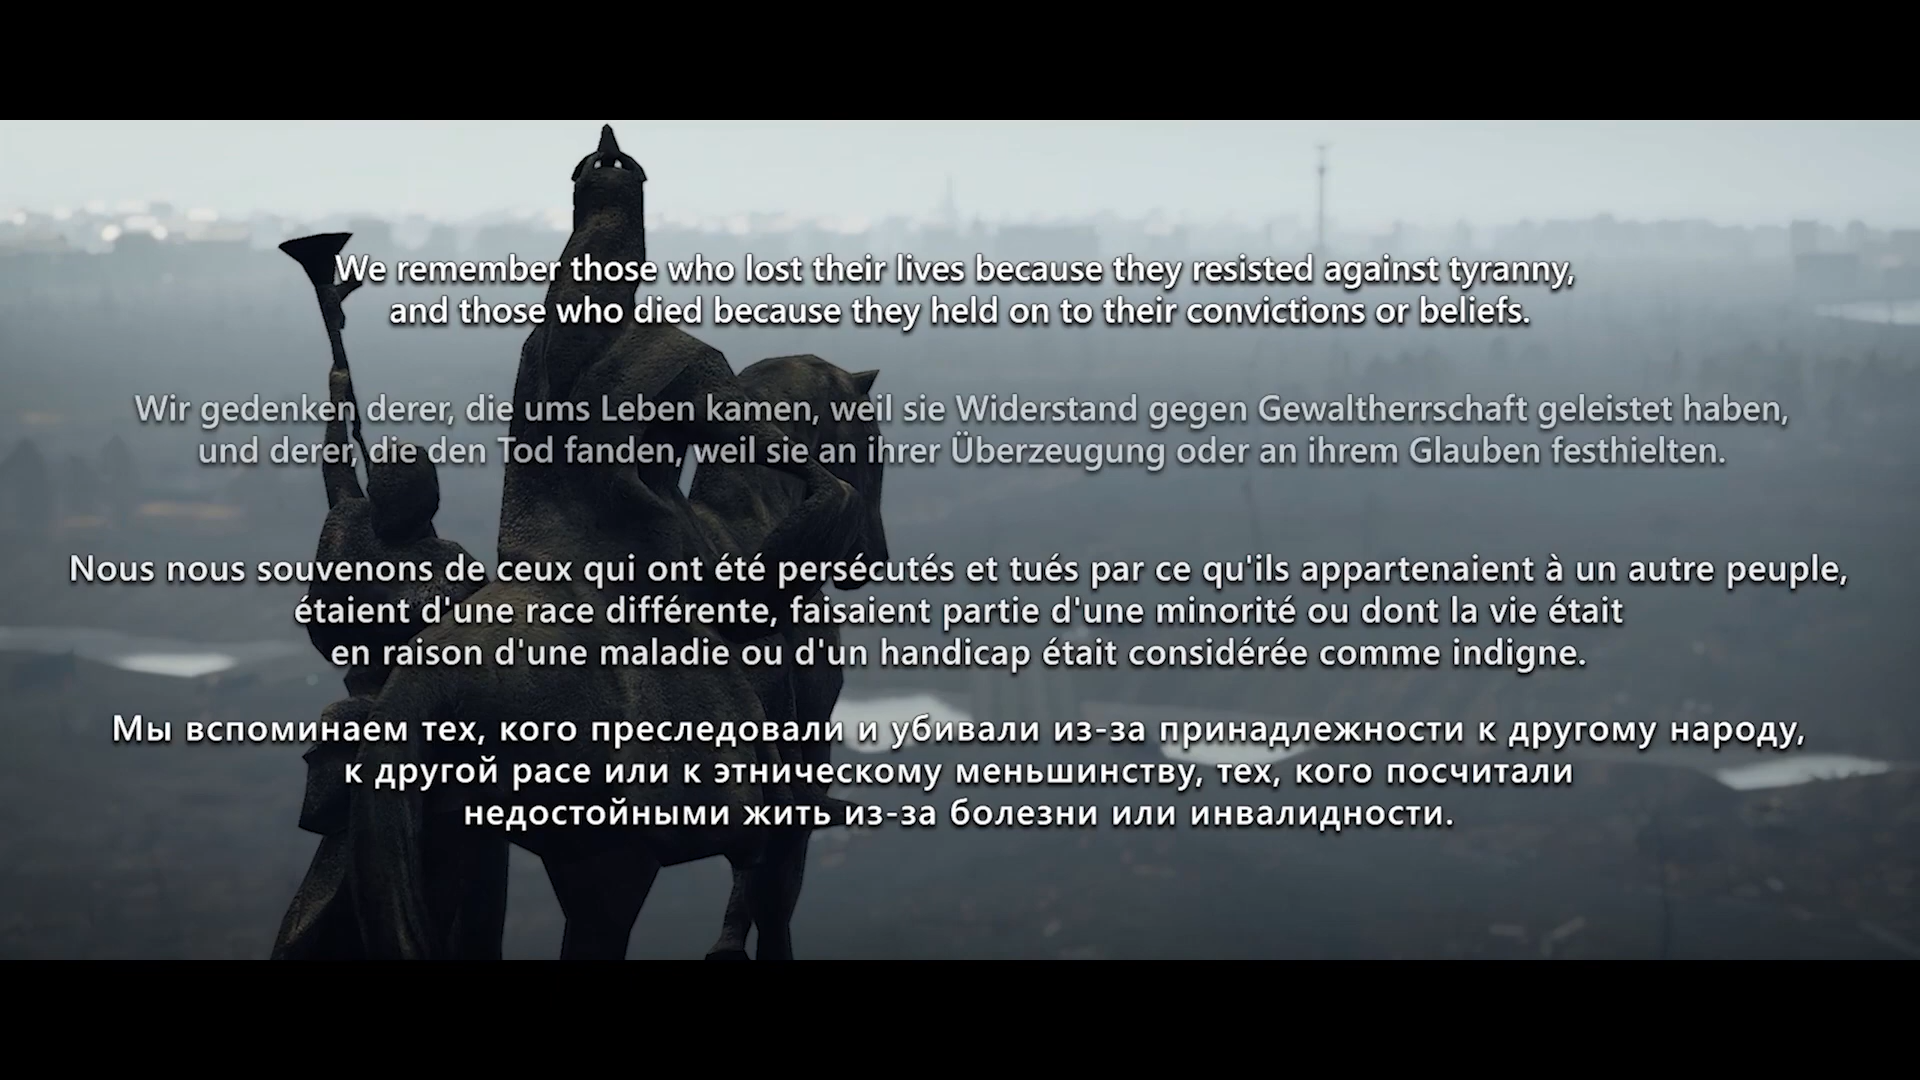 We remember those who lost their lives because they resisted against tyranny,
and those who died because they held on to their convictions or beliefs.
Wir gedenken derer, die ums Leben kamen, weil sie Widerstand gegen Gewaltherrschaft geleistet haben,
und derer, die den Tod fanden, weil sie an ihrer Überzeugung oder an ihrem Glauben festhielten.
Nous nous souvenons de ceux qui ont été persécutés et tués par ce qu'ils appartenaient à un autre peuple,
étaient d'une race différente, faisaient partie d'une minorité ou dont la vie était
en raison d'une maladie ou d'un handicap était considérée comme indigne.
Мы вспоминаем тех, кого преследовали и убивали из-за принадлежности к другому народу,
к другой расе или к этническому меньшинству, тех, кого посчитали
недостойными жить из-за болезни или инвалидности.